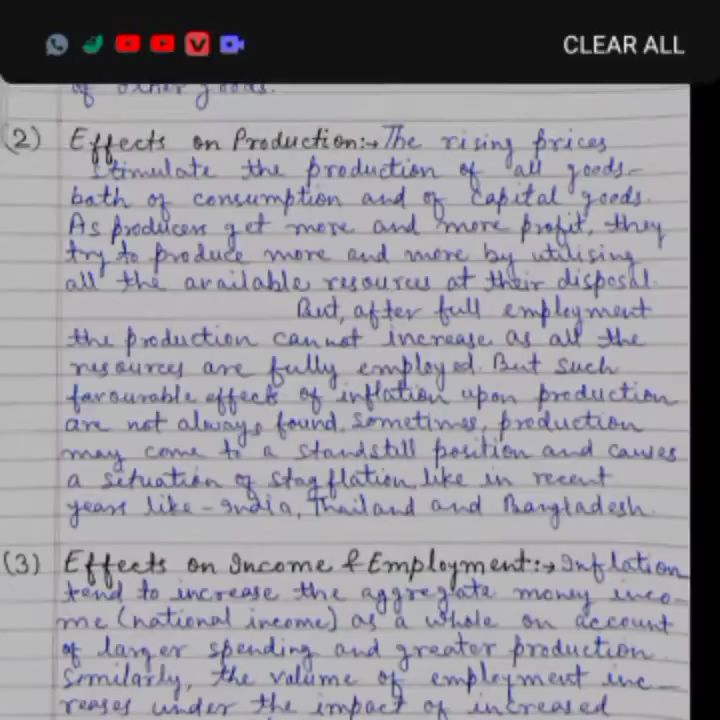 CLEAR ALL
of other goods.
(2) Effects on Production:→ The rising prices
stimulate the production of all goods-
both of consumption and of capital goods.
As producers get more and more profit, they
try to produce more and more by utilising
all the available resources at their disposal.
But, after full employment
the production cannot increase as all the
resources are fully employed. But such
favourable effects of inflation upon production
are not always found, sometimes, production
may come to a standstill position and causes
a situation of stagflation, like in recent
years like - India, Thailand and Bangladesh.
(3) Effects on Income & Employment:→ Inflation
tend to increase the aggregate money inco-
me (national income) as a whole on account
of larger spending and greater production.
Similarly, the volume of employment inc-
reases under the impact of increased